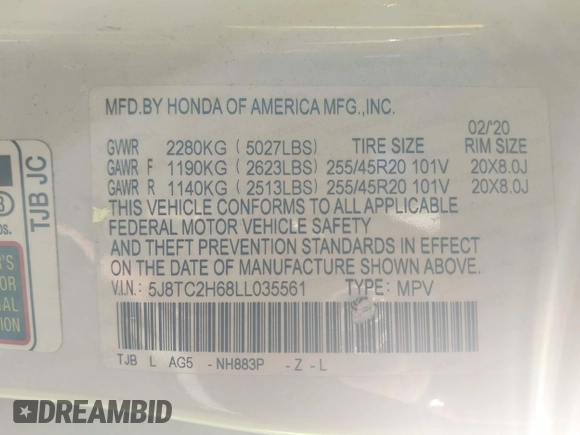 MFD.BY HONDA OF AMERICA MFG.,INC.
02/'20
GVWR 2280KG ( 5027LBS) TIRE SIZE RIM SIZE
GAWR F 1190KG ( 2623LBS) 255/45R20 101V 20X8.0J
GAWR R 1140KG ( 2513LBS) 255/45R20 101V 20X8.0J
THIS VEHICLE CONFORMS TO ALL APPLICABLE
FEDERAL MOTOR VEHICLE SAFETY
AND THEFT PREVENTION STANDARDS IN EFFECT
ON THE DATE OF MANUFACTURE SHOWN ABOVE.
V.I.N: 5J8TC2H68LL035561 TYPE: MPV
TJB L AG5 - NH883P - Z - L
TJB JC
DREAMBID